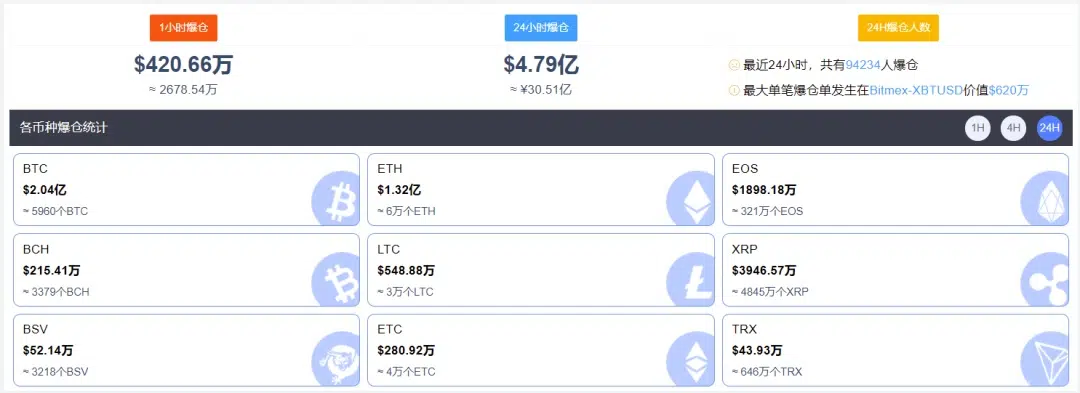 1小时爆仓
24小时爆仓
24H爆仓人数
$420.66万
$4.79亿
≈ 2678.54万
≈ ¥30.51亿
最近24小时，共有94234人爆仓
最大单笔爆仓单发生在Bitmex-XBTUSD价值$620万
各币种爆仓统计
1H
4H
24H
BTC
$2.04亿
≈ 5960个BTC
ETH
$1.32亿
≈ 6万个ETH
EOS
$1898.18万
≈ 321万个EOS
BCH
$215.41万
≈ 3379个BCH
LTC
$548.88万
≈ 3万个LTC
XRP
$3946.57万
≈ 4845万个XRP
BSV
$52.14万
≈ 3218个BSV
ETC
$280.92万
≈ 4万个ETC
TRX
$43.93万
≈ 646万个TRX